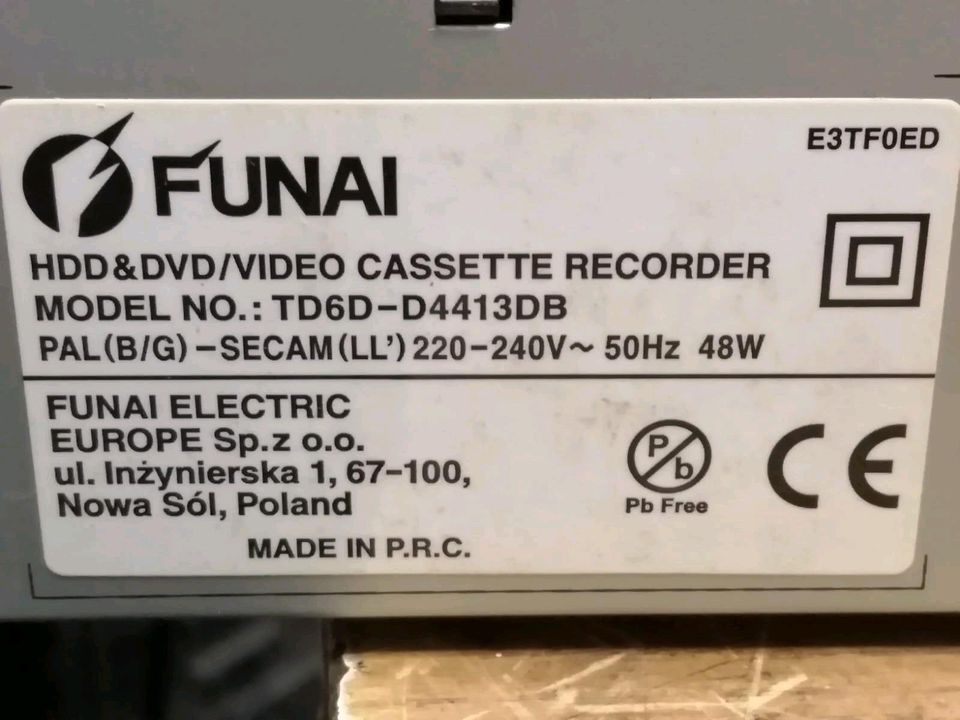 FUNAI
E3TF0ED
HDD&DVD/VIDEO CASSETTE RECORDER
MODEL NO.: TD6D-D4413DB
PAL(B/G)-SECAM(LL') 220-240V~ 50Hz 48W
FUNAI ELECTRIC
EUROPE Sp.z o.o.
ul. Inżynierska 1, 67-100,
Nowa Sól, Poland
MADE IN P.R.C.
Pb
Pb Free
CE